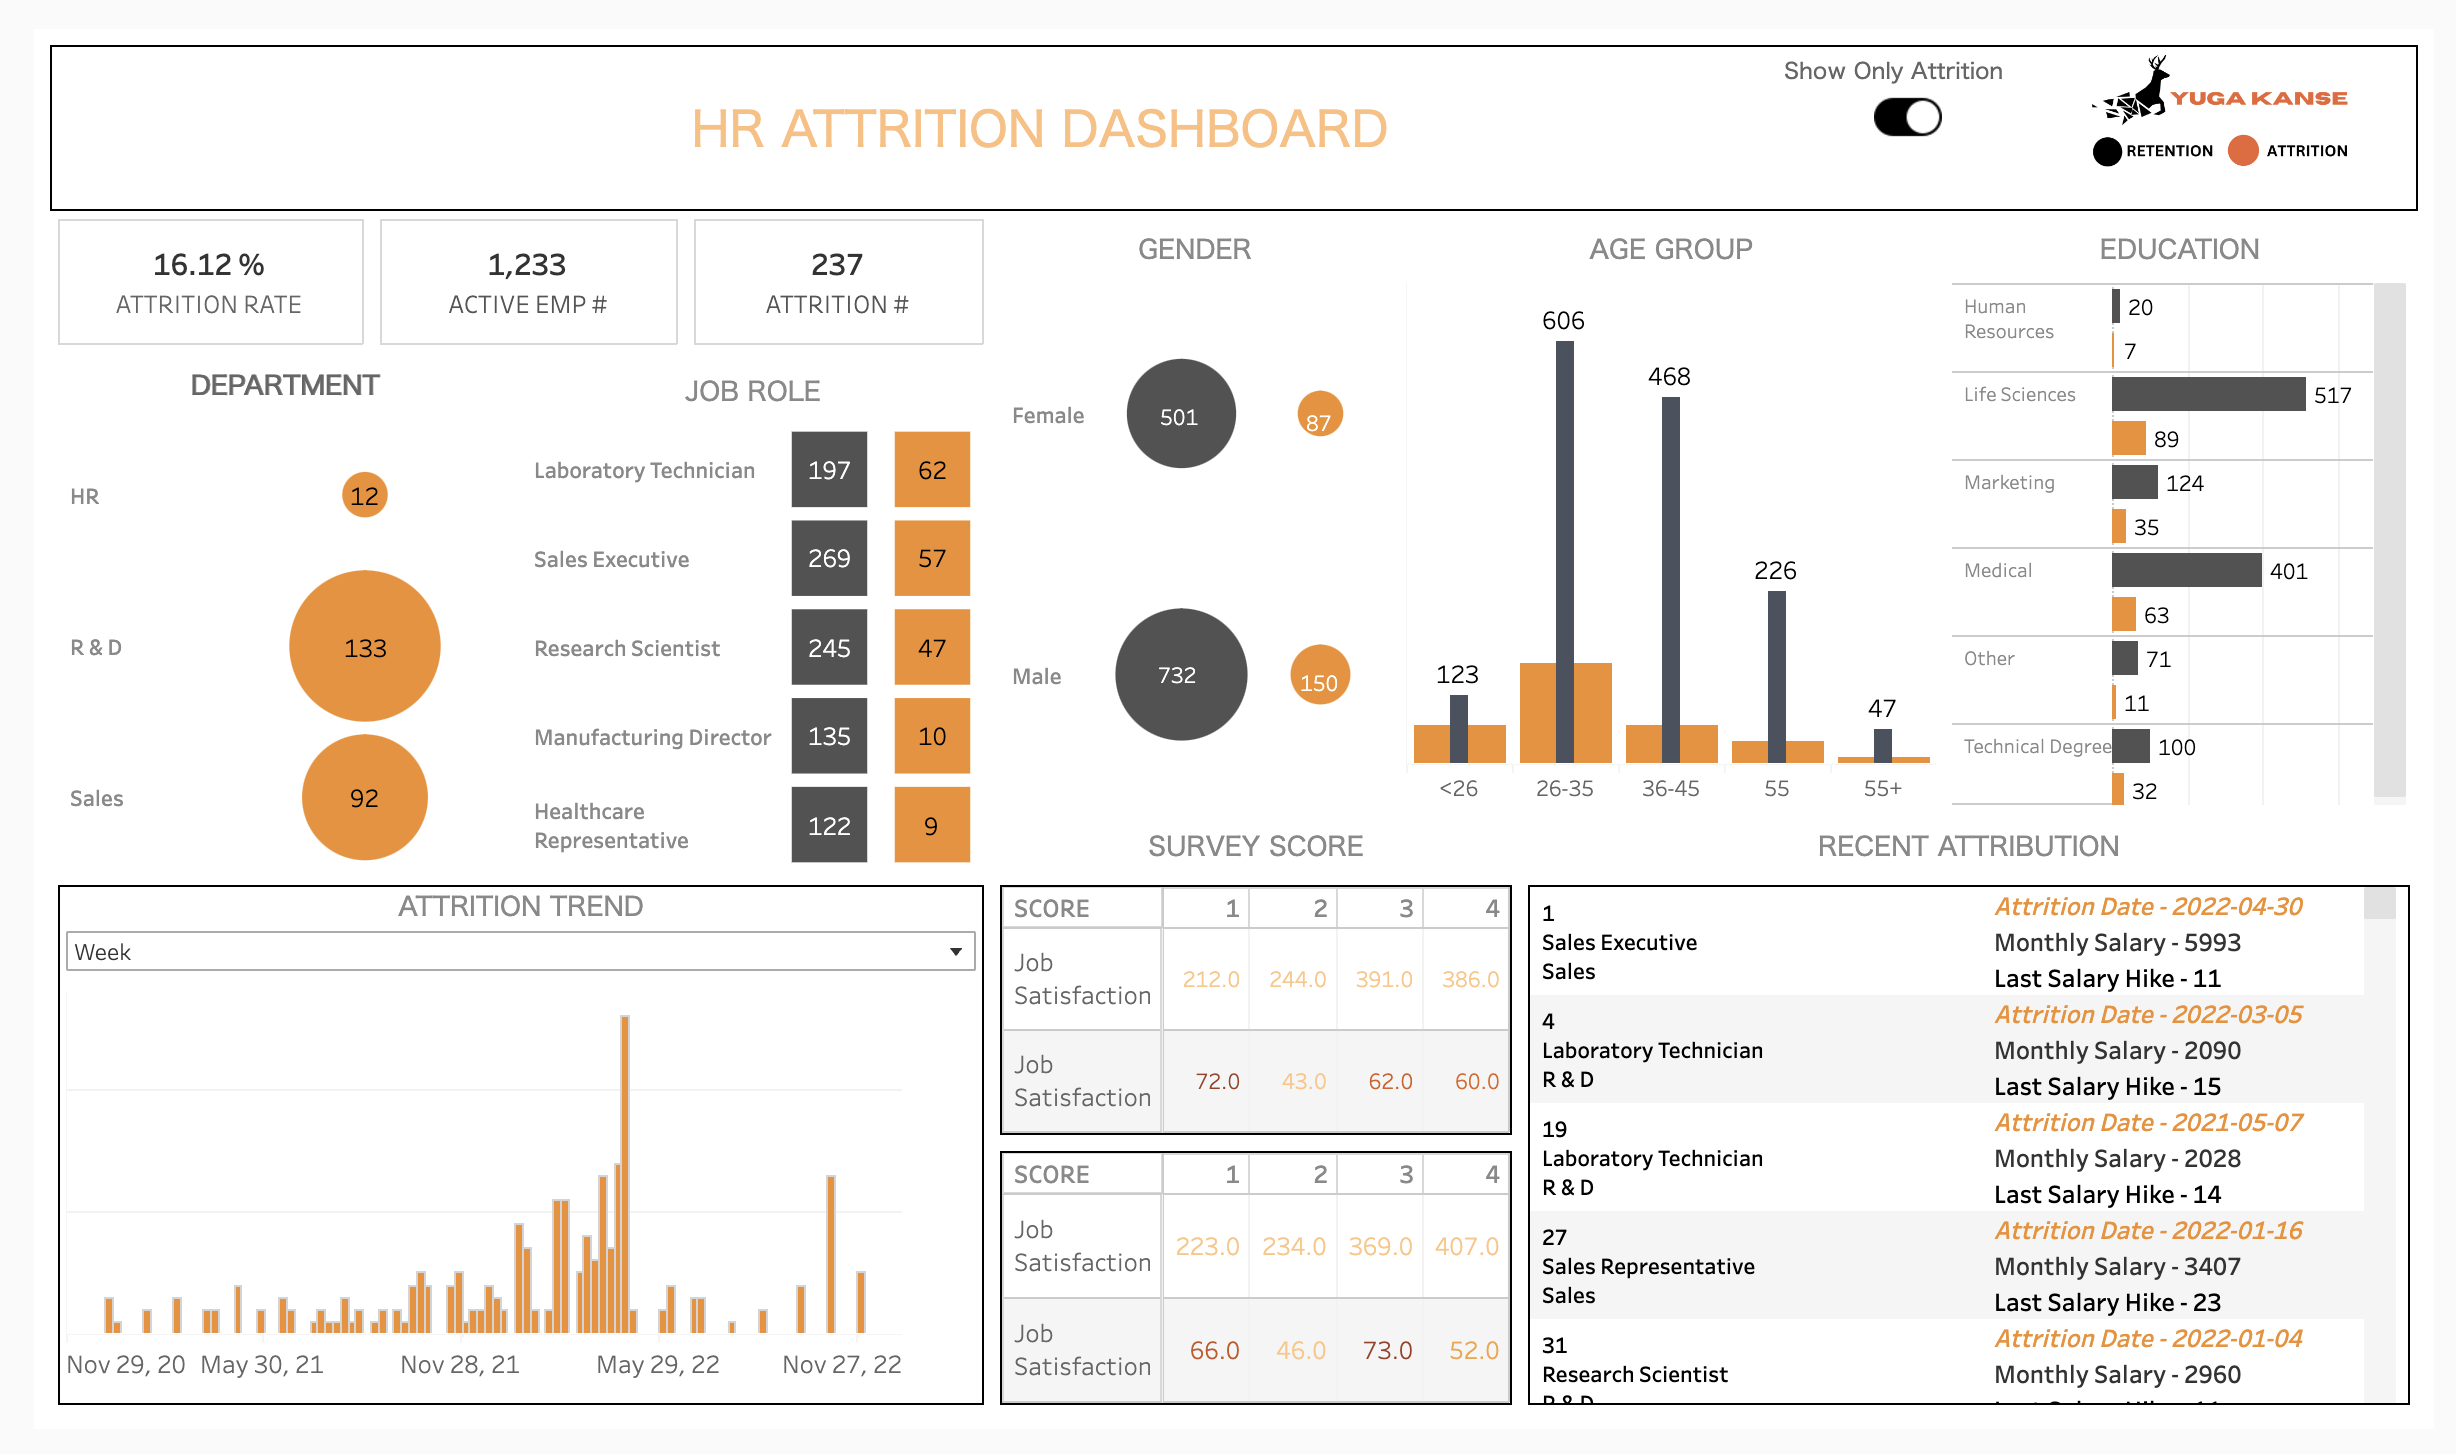 HR ATTRITION DASHBOARD
Show Only Attrition
YUGA KANSE
RETENTION ATTRITION
16.12 %
ATTRITION RATE
1,233
ACTIVE EMP #
237
ATTRITION #
DEPARTMENT
HR 12
R & D 133
Sales 92
JOB ROLE
Laboratory Technician 197 62
Sales Executive 269 57
Research Scientist 245 47
Manufacturing Director 135 10
Healthcare
Representative 122 9
GENDER
Female 501 87
Male 732 150
AGE GROUP
123 606 468 226 47
<26 26-35 36-45 55 55+
EDUCATION
Human
Resources
20
7
Life Sciences 517
89
Marketing 124
35
Medical 401
63
Other 71
11
Technical Degree 100
32
ATTRITION TREND
Week
Nov 29, 20 May 30, 21 Nov 28, 21 May 29, 22 Nov 27, 22
SURVEY SCORE
SCORE 1 2 3 4
Job
Satisfaction
212.0 244.0 391.0 386.0
Job
Satisfaction
72.0 43.0 62.0 60.0
SCORE 1 2 3 4
Job
Satisfaction
223.0 234.0 369.0 407.0
Job
Satisfaction
66.0 46.0 73.0 52.0
RECENT ATTRIBUTION
1
Sales Executive
Sales
Attrition Date - 2022-04-30
Monthly Salary - 5993
Last Salary Hike - 11
4
Laboratory Technician
R & D
Attrition Date - 2022-03-05
Monthly Salary - 2090
Last Salary Hike - 15
19
Laboratory Technician
R & D
Attrition Date - 2021-05-07
Monthly Salary - 2028
Last Salary Hike - 14
27
Sales Representative
Sales
Attrition Date - 2022-01-16
Monthly Salary - 3407
Last Salary Hike - 23
31
Research Scientist
R & D
Attrition Date - 2022-01-04
Monthly Salary - 2960